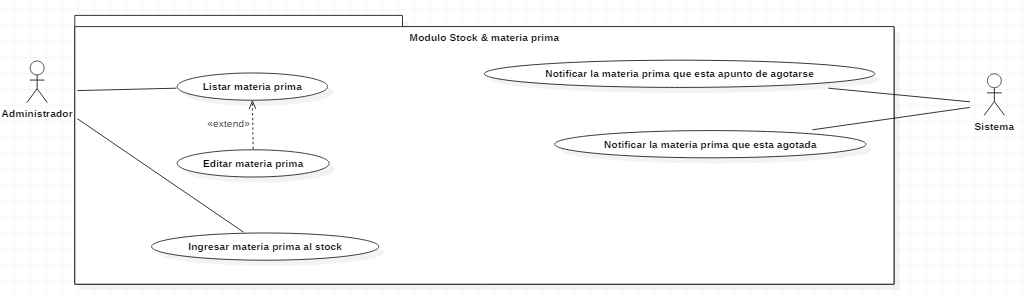 Modulo Stock & materia prima
Administrador
Listar materia prima
«extend»
Editar materia prima
Ingresar materia prima al stock
Notificar la materia prima que esta apunto de agotarse
Notificar la materia prima que esta agotada
Sistema